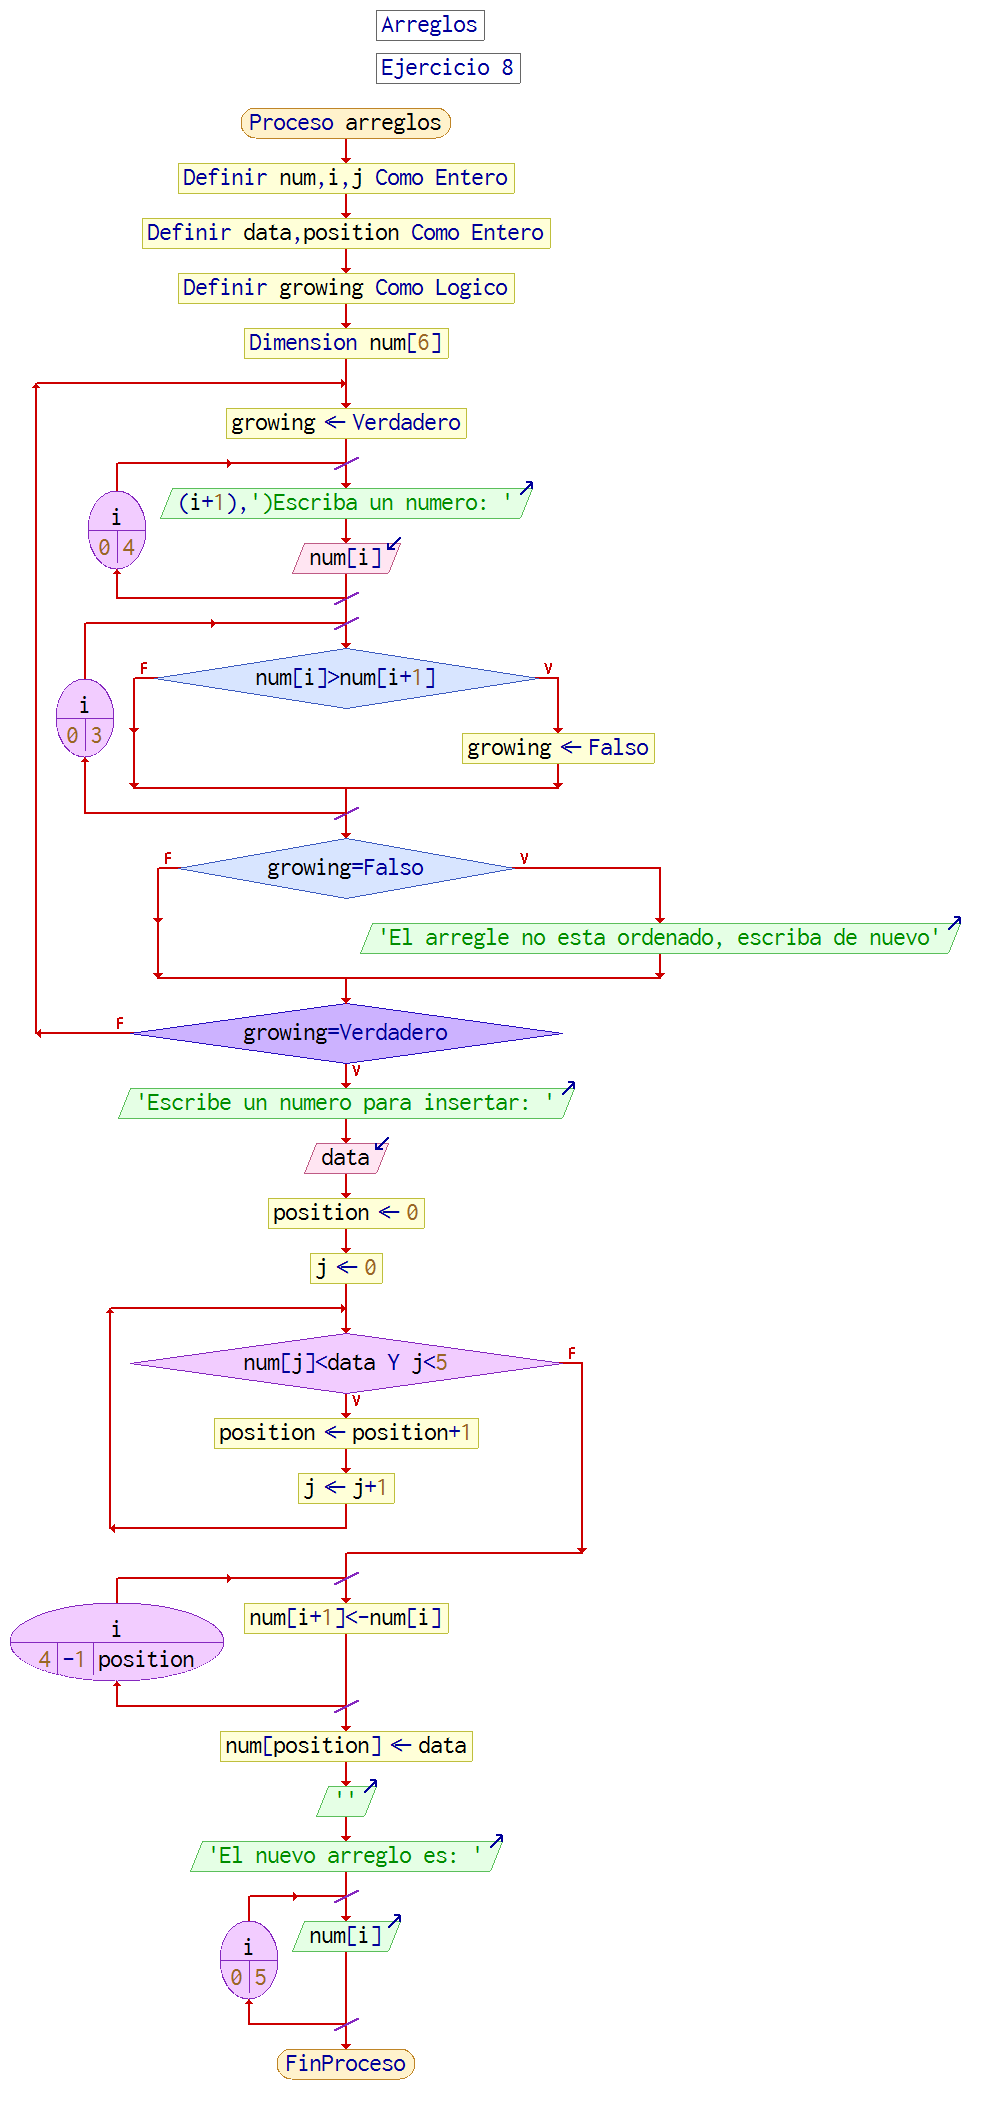 Arreglos
Ejercicio 8
Proceso arreglos
Definir num,i,j Como Entero
Definir data,position Como Entero
Definir growing Como Logico
Dimension num[6]
growing ← Verdadero
(i+1),')Escriba un numero: '
i
0 4
num[i]
num[i]>num[i+1]
F
V
i
0 3
growing ← Falso
growing=Falso
F
V
'El arregle no esta ordenado, escriba de nuevo'
growing=Verdadero
F
V
'Escribe un numero para insertar: '
data
position ← 0
j ← 0
num[j]<data Y j<5
F
V
position ← position+1
j ← j+1
num[i+1]<-num[i]
i
4 -1 position
num[position] ← data
''
'El nuevo arreglo es: '
num[i]
i
0 5
FinProceso